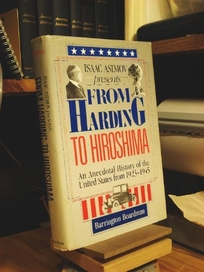 ISAAC ASIMOV
presents
FROM
HARDING
TO HIROSHIMA
An Anecdotal History of the
United States from 1923-1945
Barrington Boardman